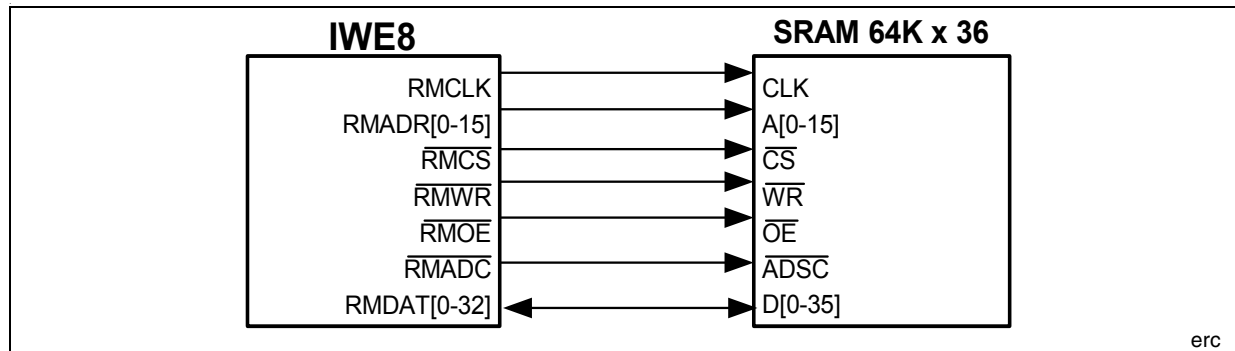 IWE8 SRAM 64K x 36
RMCLK CLK
RMADR[0-15] A[0-15]
RMCS CS
RMWR WR
RMOE OE
RMADC ADSC
RMDAT[0-32] D[0-35]
erc